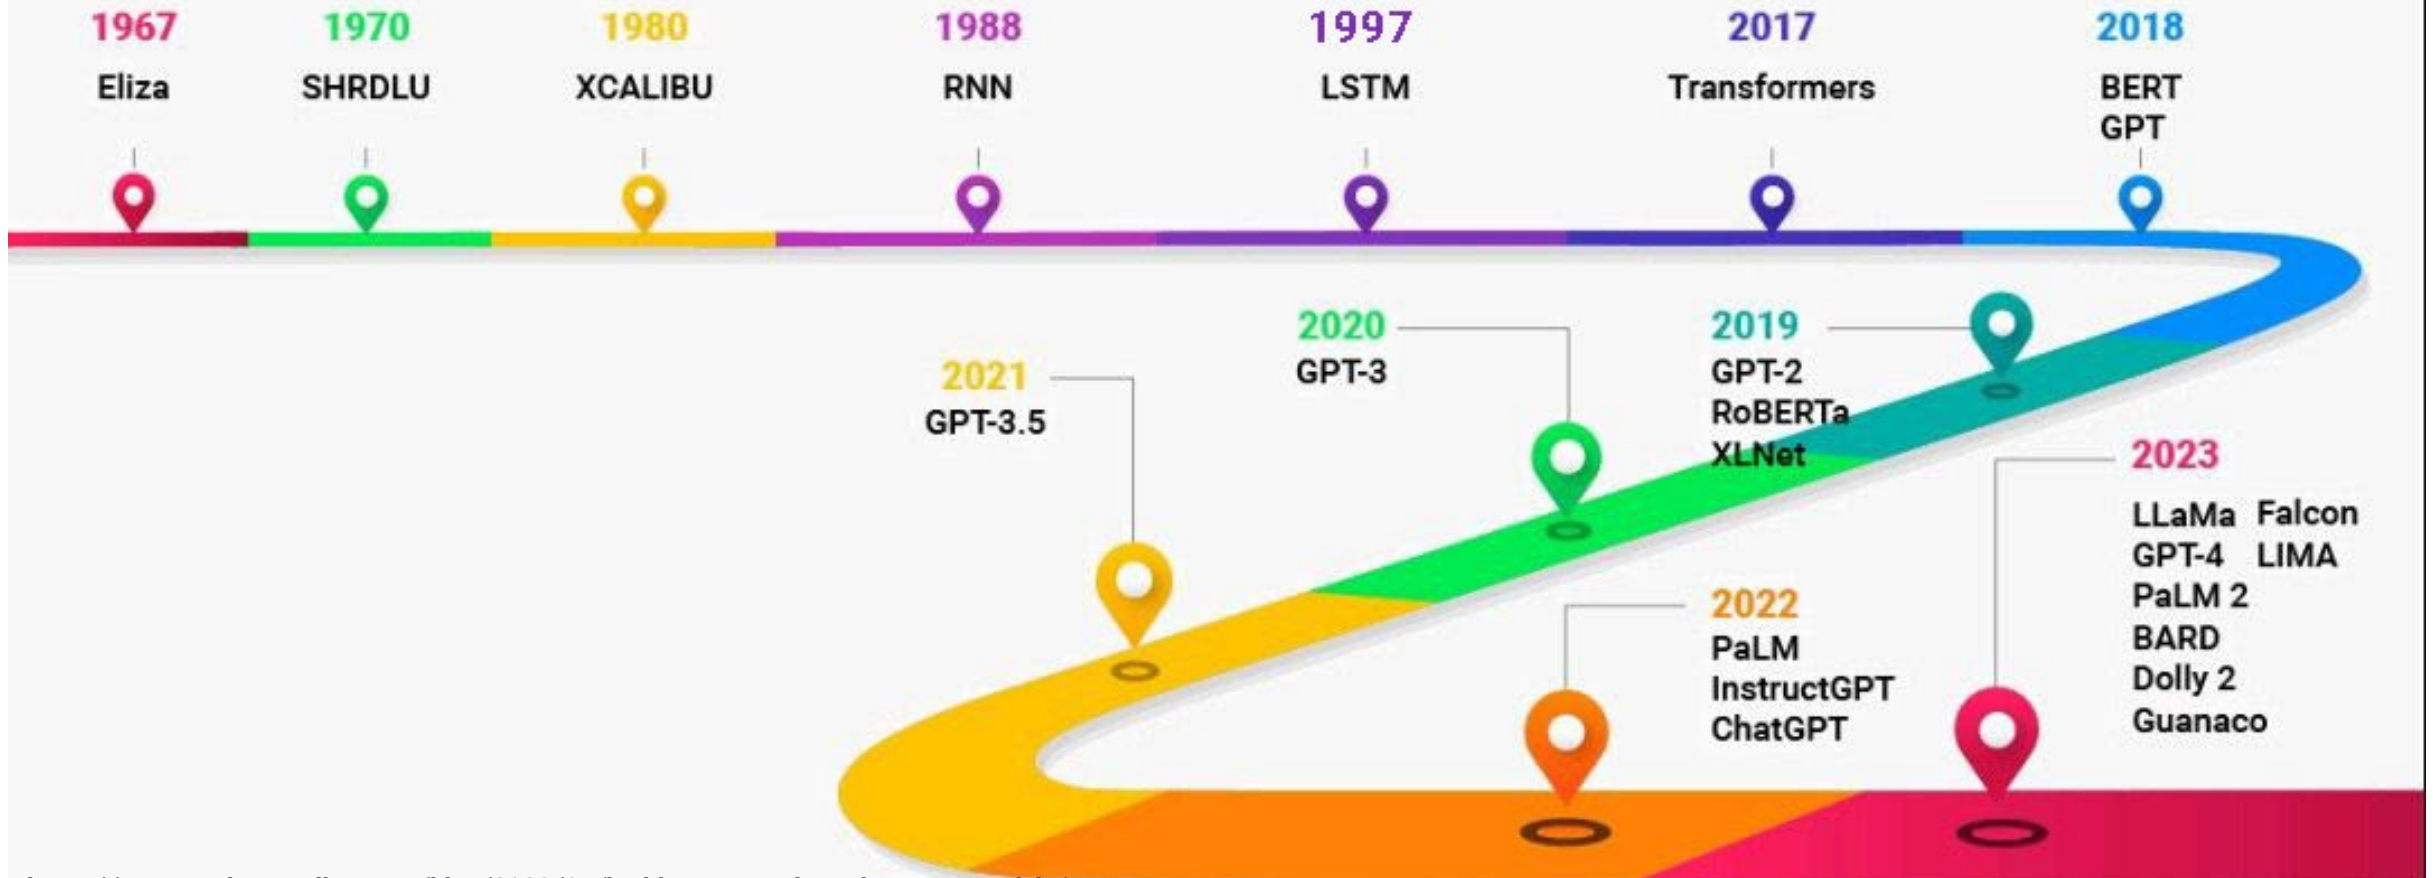 1967
Eliza
1970
SHRDLU
1980
XCALIBU
1988
RNN
1997
LSTM
2017
Transformers
2018
BERT
GPT
2019
GPT-2
RoBERTa
XLNet
2020
GPT-3
2021
GPT-3.5
2022
PaLM
InstructGPT
ChatGPT
2023
LLaMa Falcon
GPT-4 LIMA
PaLM 2
BARD
Dolly 2
Guanaco